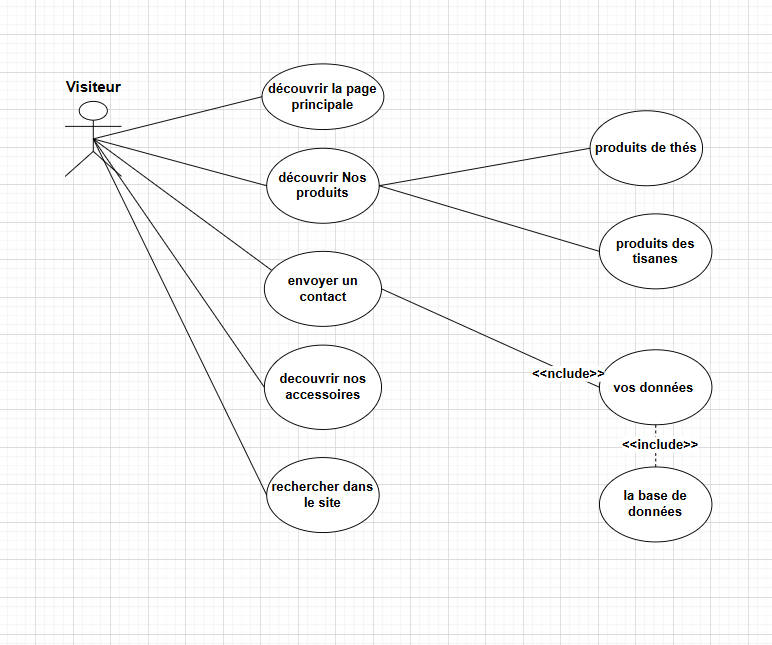 Visiteur
découvrir la page
principale
découvrir Nos
produits
envoyer un
contact
decouvrir nos
accessoires
rechercher dans
le site
produits de thés
produits des
tisanes
<<nclude>>
vos données
<<include>>
la base de
données